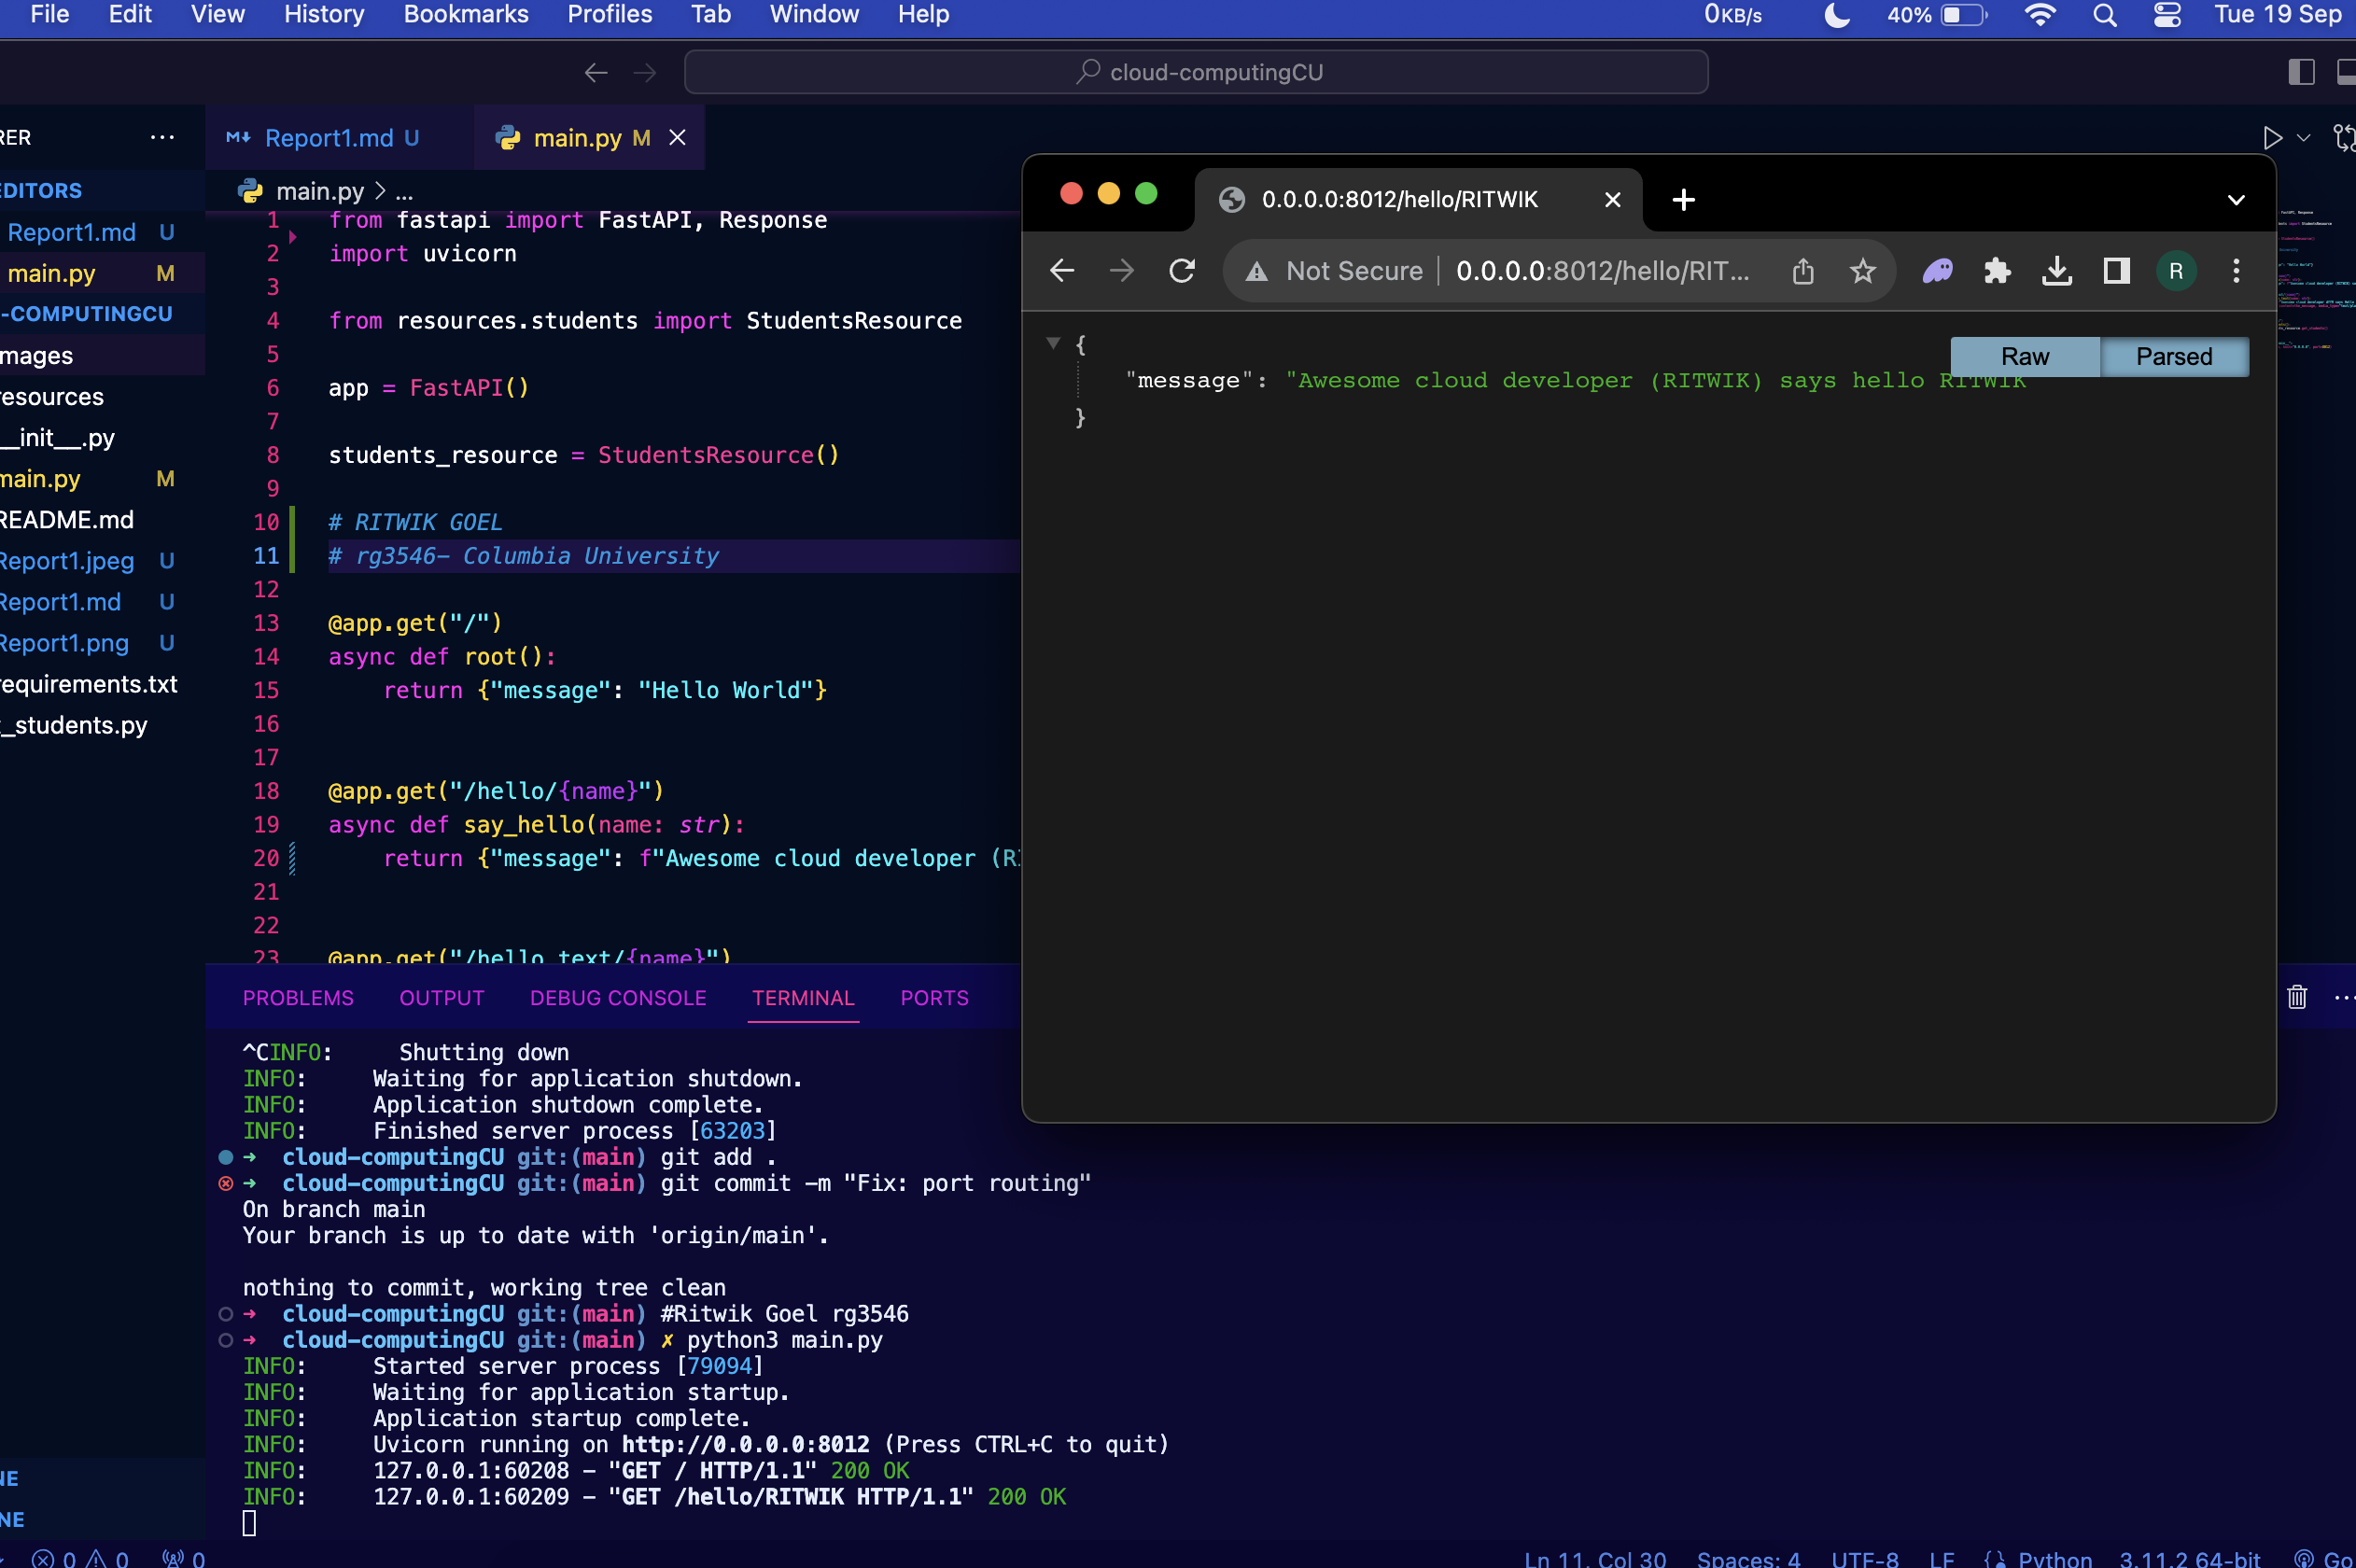 File Edit View History Bookmarks Profiles Tab Window Help 0KB/s 40% Tue 19 Sep
cloud-computingCU
RER ...
Report1.md U main.py M
EDITORS
Report1.md U
main.py M
-COMPUTINGCU
mages
resources
__init__.py
main.py M
README.md
Report1.jpeg U
Report1.md U
Report1.png U
requirements.txt
t_students.py
NE
NE
main.py > ...
1 from fastapi import FastAPI, Response
2 import uvicorn
3
4 from resources.students import StudentsResource
5
6 app = FastAPI()
7
8 students_resource = StudentsResource()
9
10 # RITWIK GOEL
11 # rg3546- Columbia University
12
13 @app.get("/")
14 async def root():
15 return {"message": "Hello World"}
16
17
18 @app.get("/hello/{name}")
19 async def say_hello(name: str):
20 return {"message": f"Awesome cloud developer (RI
21
22
23 @app.get("/hello_text/{name}")
0.0.0.0:8012/hello/RITWIK
Not Secure 0.0.0.0:8012/hello/RIT...
R
Raw Parsed
{
"message": "Awesome cloud developer (RITWIK) says hello RITWIK"
}
PROBLEMS OUTPUT DEBUG CONSOLE TERMINAL PORTS
^CINFO: Shutting down
INFO: Waiting for application shutdown.
INFO: Application shutdown complete.
INFO: Finished server process [63203]
➜ cloud-computingCU git:(main) git add .
➜ cloud-computingCU git:(main) git commit -m "Fix: port routing"
On branch main
Your branch is up to date with 'origin/main'.
nothing to commit, working tree clean
➜ cloud-computingCU git:(main) #Ritwik Goel rg3546
➜ cloud-computingCU git:(main) ✗ python3 main.py
INFO: Started server process [79094]
INFO: Waiting for application startup.
INFO: Application startup complete.
INFO: Uvicorn running on http://0.0.0.0:8012 (Press CTRL+C to quit)
INFO: 127.0.0.1:60208 - "GET / HTTP/1.1" 200 OK
INFO: 127.0.0.1:60209 - "GET /hello/RITWIK HTTP/1.1" 200 OK
0 0 0 Ln 11, Col 30 Spaces: 4 UTF-8 LF Python 3.11.2 64-bit Go